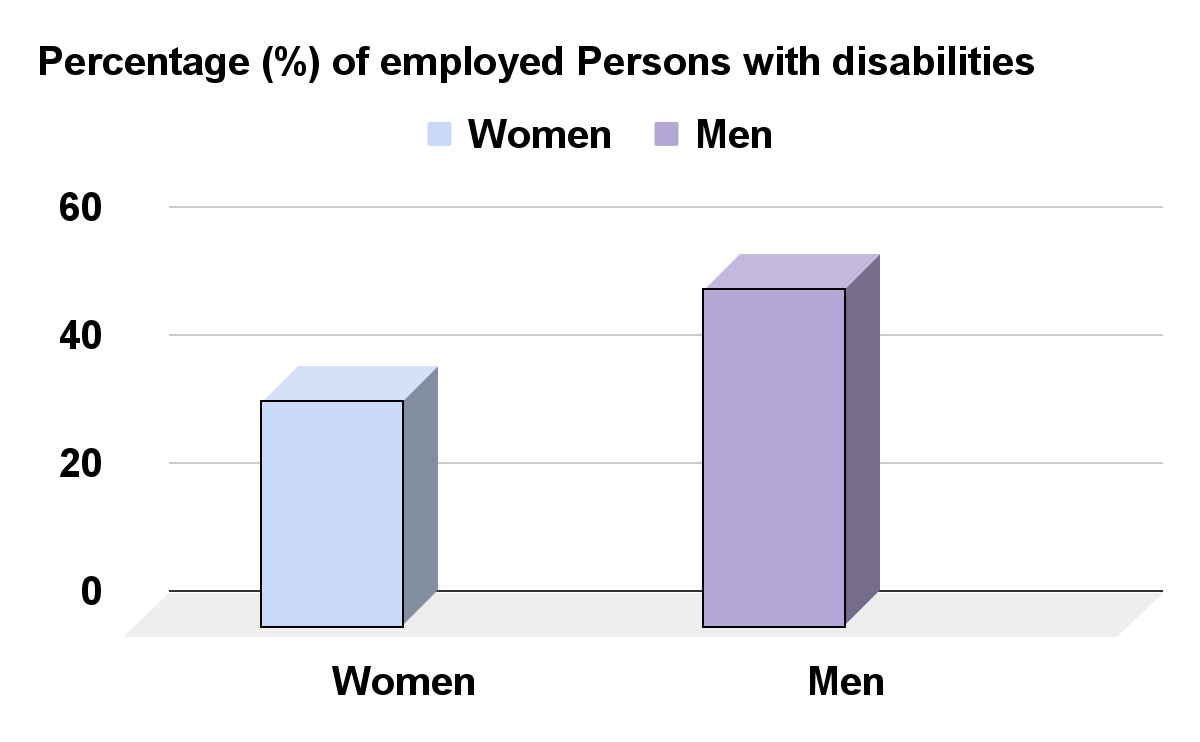 Percentage (%) of employed Persons with disabilities
Women Men
60
40
20
0
Women Men